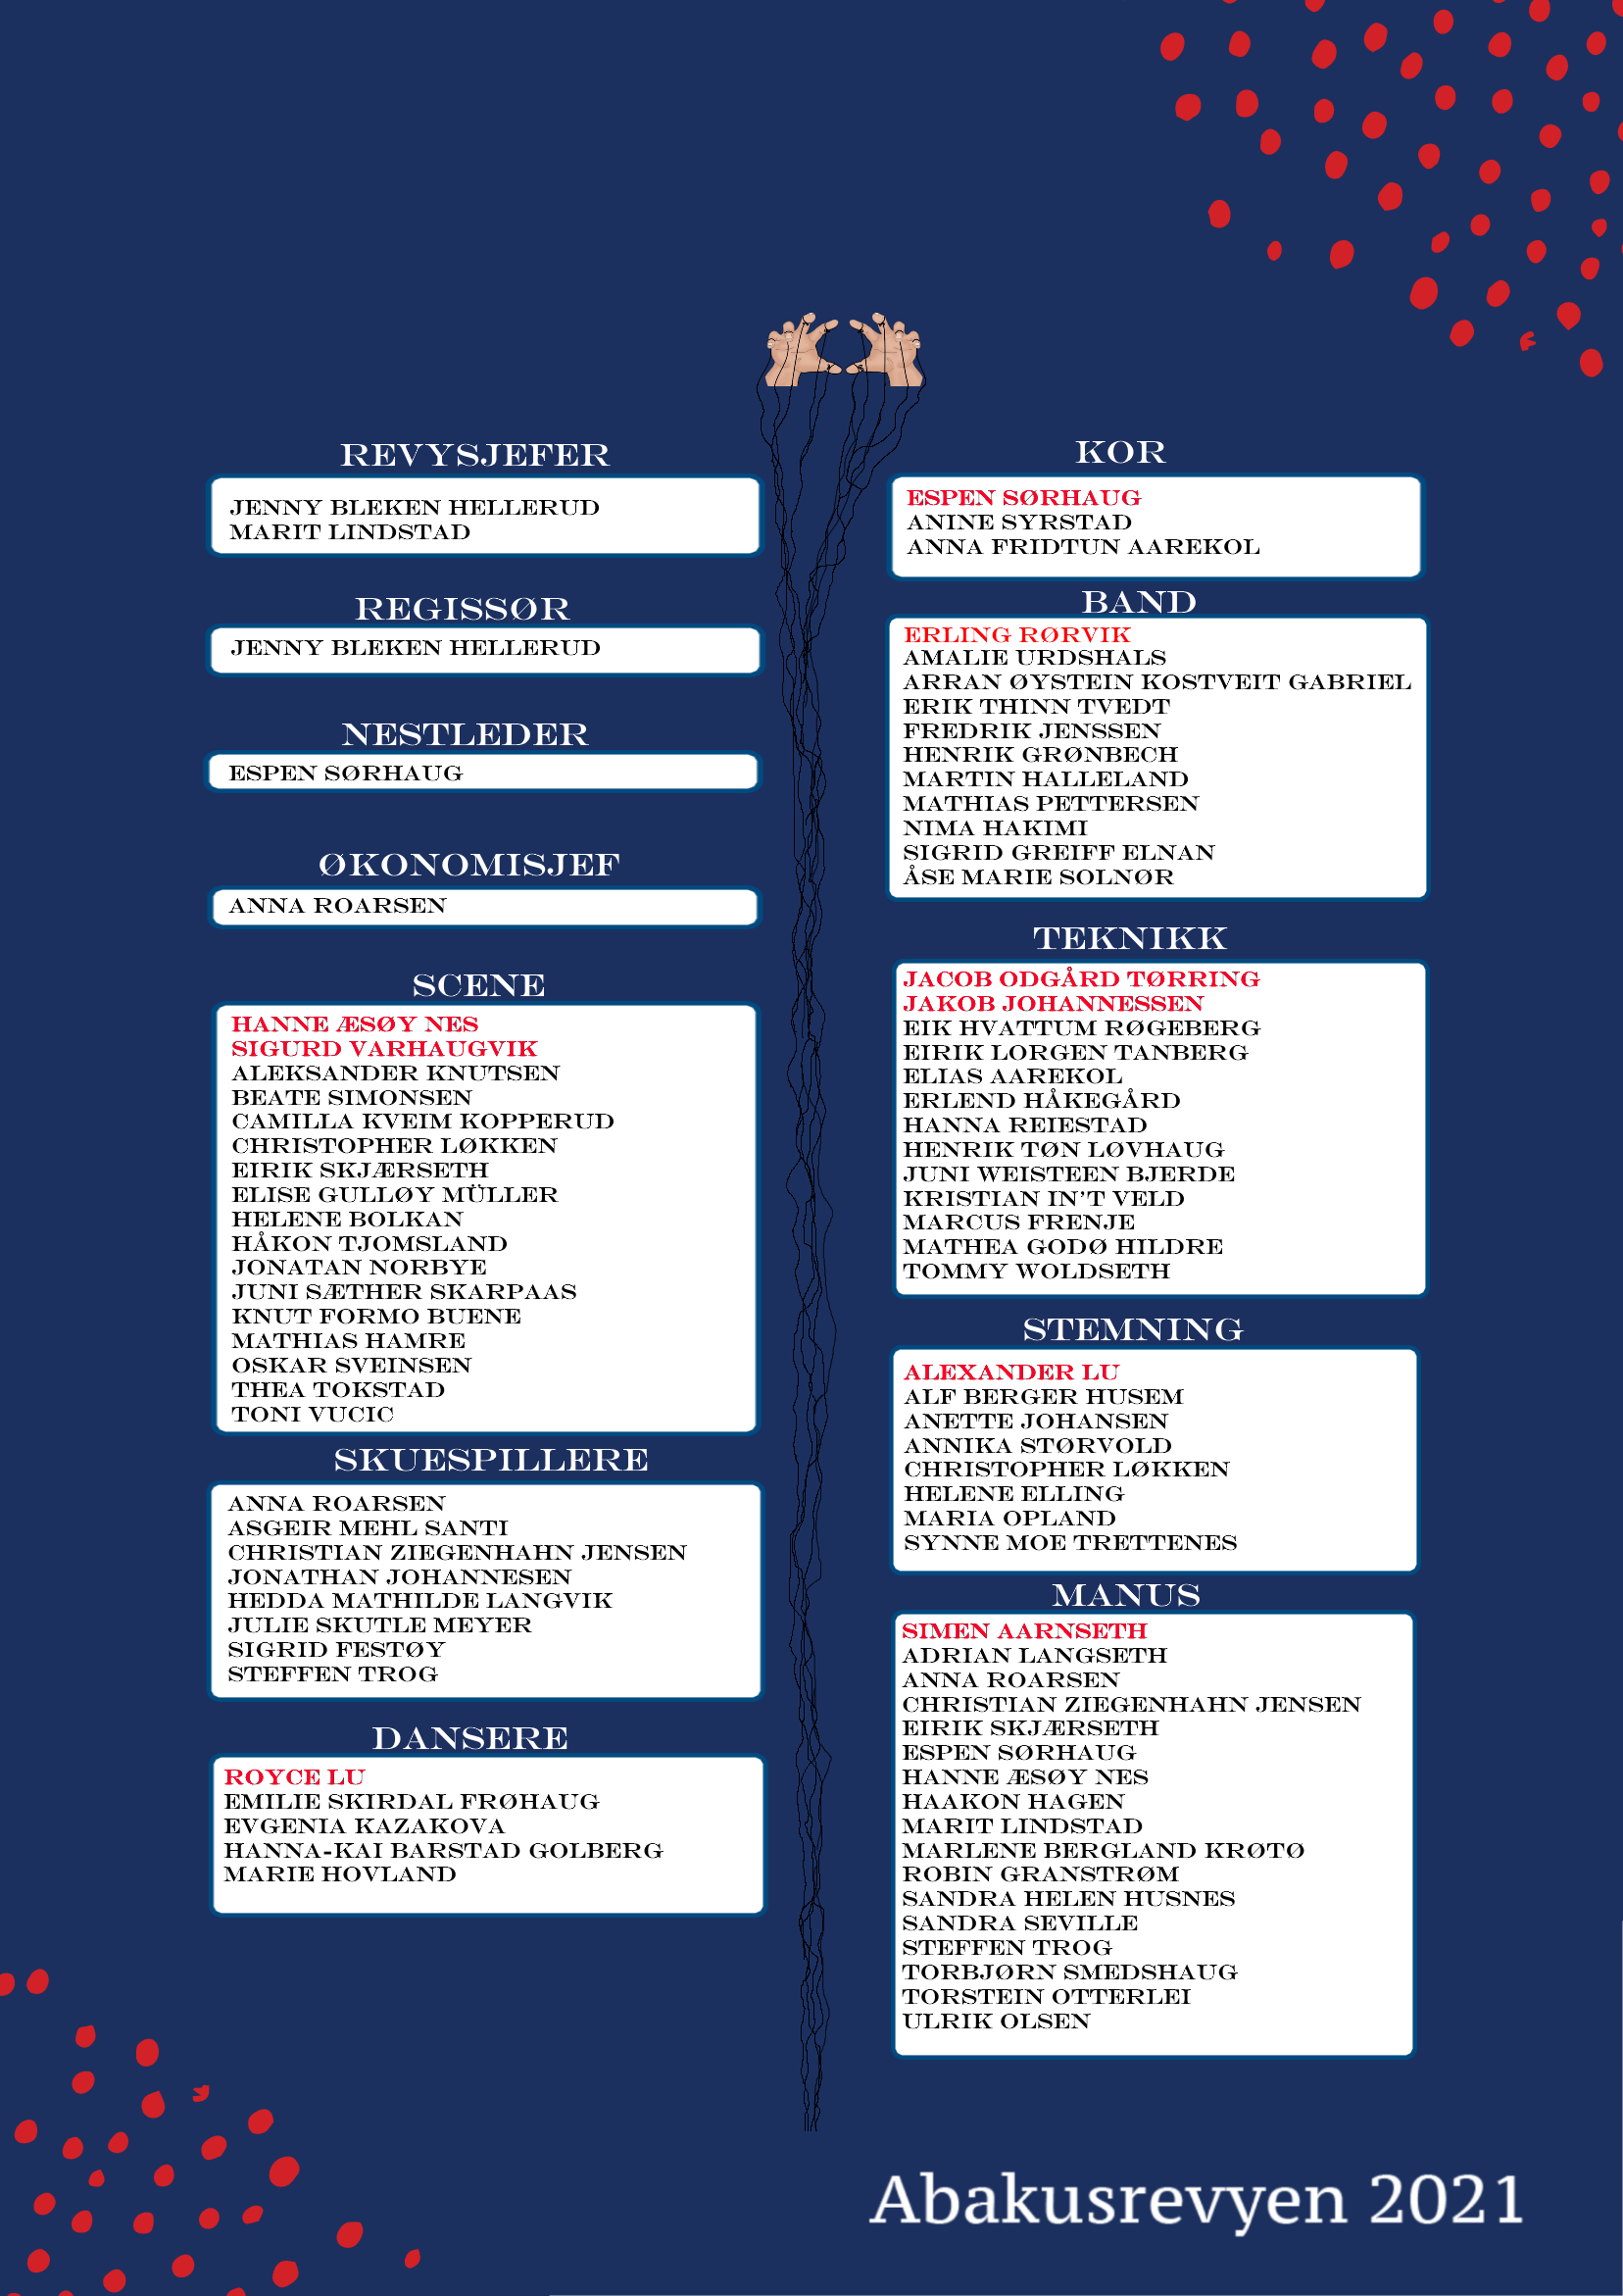 REVYSJEFER
JENNY BLEKEN HELLERUD
MARIT LINDSTAD
REGISSØR
JENNY BLEKEN HELLERUD
NESTLEDER
ESPEN SØRHAUG
ØKONOMISJEF
ANNA ROARSEN
SCENE
HANNE ÆSØY NES
SIGURD VARHAUGVIK
ALEKSANDER KNUTSEN
BEATE SIMONSEN
CAMILLA KVEIM KOPPERUD
CHRISTOPHER LØKKEN
EIRIK SKJÆRSETH
ELISE GULLØY MÜLLER
HELENE BOLKAN
HÅKON TJOMSLAND
JONATAN NORBYE
JUNI SÆTHER SKARPAAS
KNUT FORMO BUENE
MATHIAS HAMRE
OSKAR SVEINSEN
THEA TOKSTAD
TONI VUCIC
SKUESPILLERE
ANNA ROARSEN
ASGEIR MEHL SANTI
CHRISTIAN ZIEGENHAHN JENSEN
JONATHAN JOHANNESEN
HEDDA MATHILDE LANGVIK
JULIE SKUTLE MEYER
SIGRID FESTØY
STEFFEN TROG
DANSERE
ROYCE LU
EMILIE SKIRDAL FRØHAUG
EVGENIA KAZAKOVA
HANNA-KAI BARSTAD GOLBERG
MARIE HOVLAND
KOR
ESPEN SØRHAUG
ANINE SYRSTAD
ANNA FRIDTUN AAREKOL
BAND
ERLING RØRVIK
AMALIE URDSHALS
ARRAN ØYSTEIN KOSTVEIT GABRIEL
ERIK THINN TVEDT
FREDRIK JENSSEN
HENRIK GRØNBECH
MARTIN HALLELAND
MATHIAS PETTERSEN
NIMA HAKIMI
SIGRID GREIFF ELNAN
ÅSE MARIE SOLNØR
TEKNIKK
JACOB ODGÅRD TØRRING
JAKOB JOHANNESSEN
EIK HVATTUM RØGEBERG
EIRIK LORGEN TANBERG
ELIAS AAREKOL
ERLEND HÅKEGÅRD
HANNA REIESTAD
HENRIK TØN LØVHAUG
JUNI WEISTEEN BJERDE
KRISTIAN IN'T VELD
MARCUS FRENJE
MATHEA GODØ HILDRE
TOMMY WOLDSETH
STEMNING
ALEXANDER LU
ALF BERGER HUSEM
ANETTE JOHANSEN
ANNIKA STØRVOLD
CHRISTOPHER LØKKEN
HELENE ELLING
MARIA OPLAND
SYNNE MOE TRETTENES
MANUS
SIMEN AARNSETH
ADRIAN LANGSETH
ANNA ROARSEN
CHRISTIAN ZIEGENHAHN JENSEN
EIRIK SKJÆRSETH
ESPEN SØRHAUG
HANNE ÆSØY NES
HAAKON HAGEN
MARIT LINDSTAD
MARLENE BERGLAND KRØTØ
ROBIN GRANSTRØM
SANDRA HELEN HUSNES
SANDRA SEVILLE
STEFFEN TROG
TORBJØRN SMEDSHAUG
TORSTEIN OTTERLEI
ULRIK OLSEN
Abakusrevyen 2021